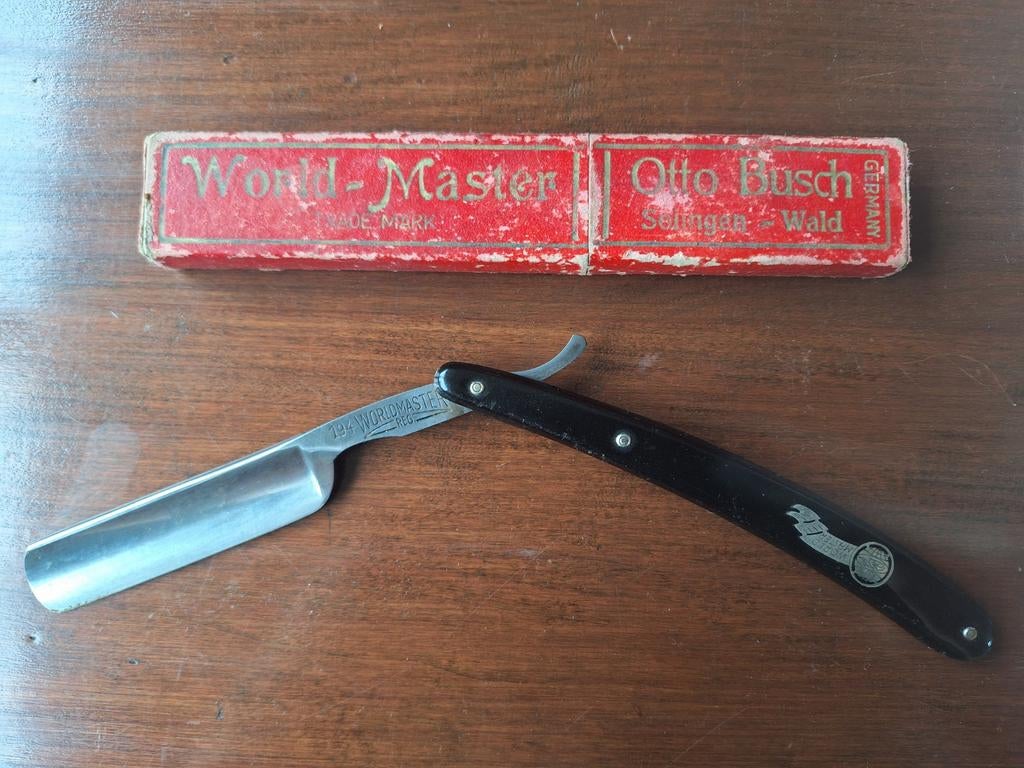 World-Master
TRADE MARK
Otto Busch
Solingen - Wald
GERMANY
194 WORLDMASTER
REG